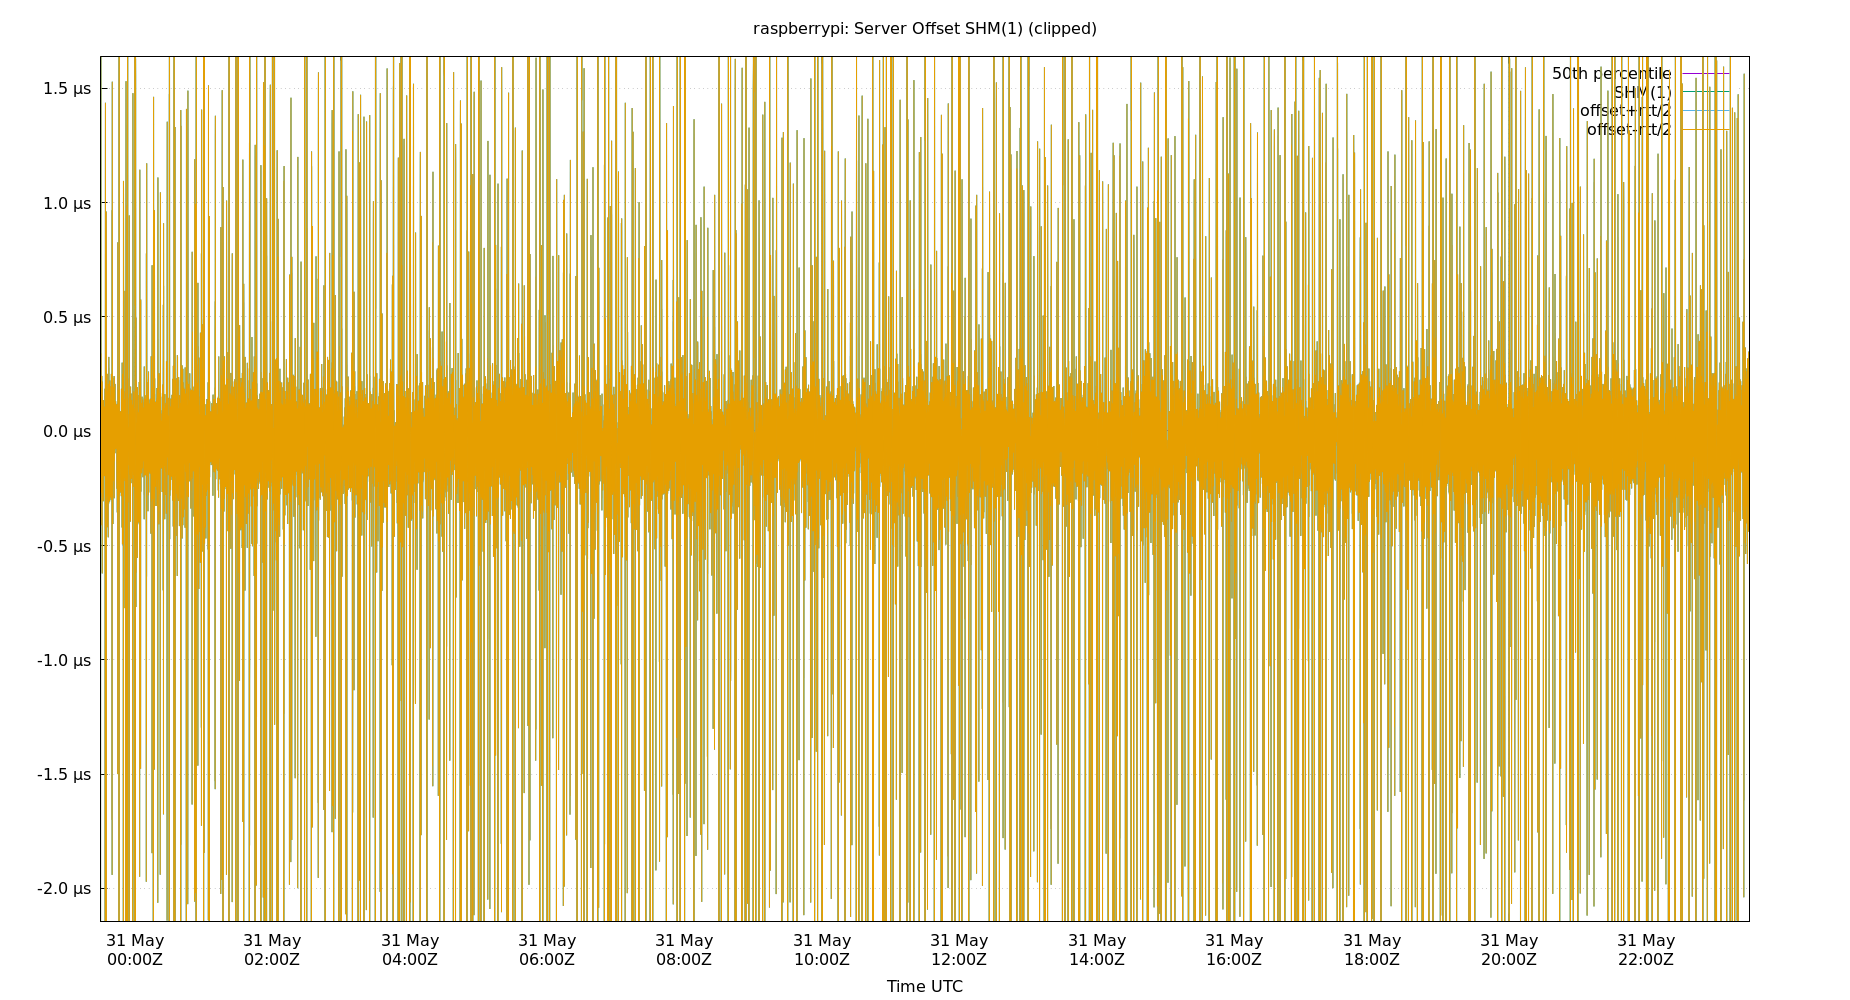 raspberrypi: Server Offset SHM(1) (clipped)
50th percentile
SHM(1)
offset+rtt/2
offset-rtt/2
1.5 µs
1.0 µs
0.5 µs
0.0 µs
-0.5 µs
-1.0 µs
-1.5 µs
-2.0 µs
31 May 31 May 31 May 31 May 31 May 31 May 31 May 31 May 31 May 31 May 31 May 31 May
00:00Z 02:00Z 04:00Z 06:00Z 08:00Z 10:00Z 12:00Z 14:00Z 16:00Z 18:00Z 20:00Z 22:00Z
Time UTC